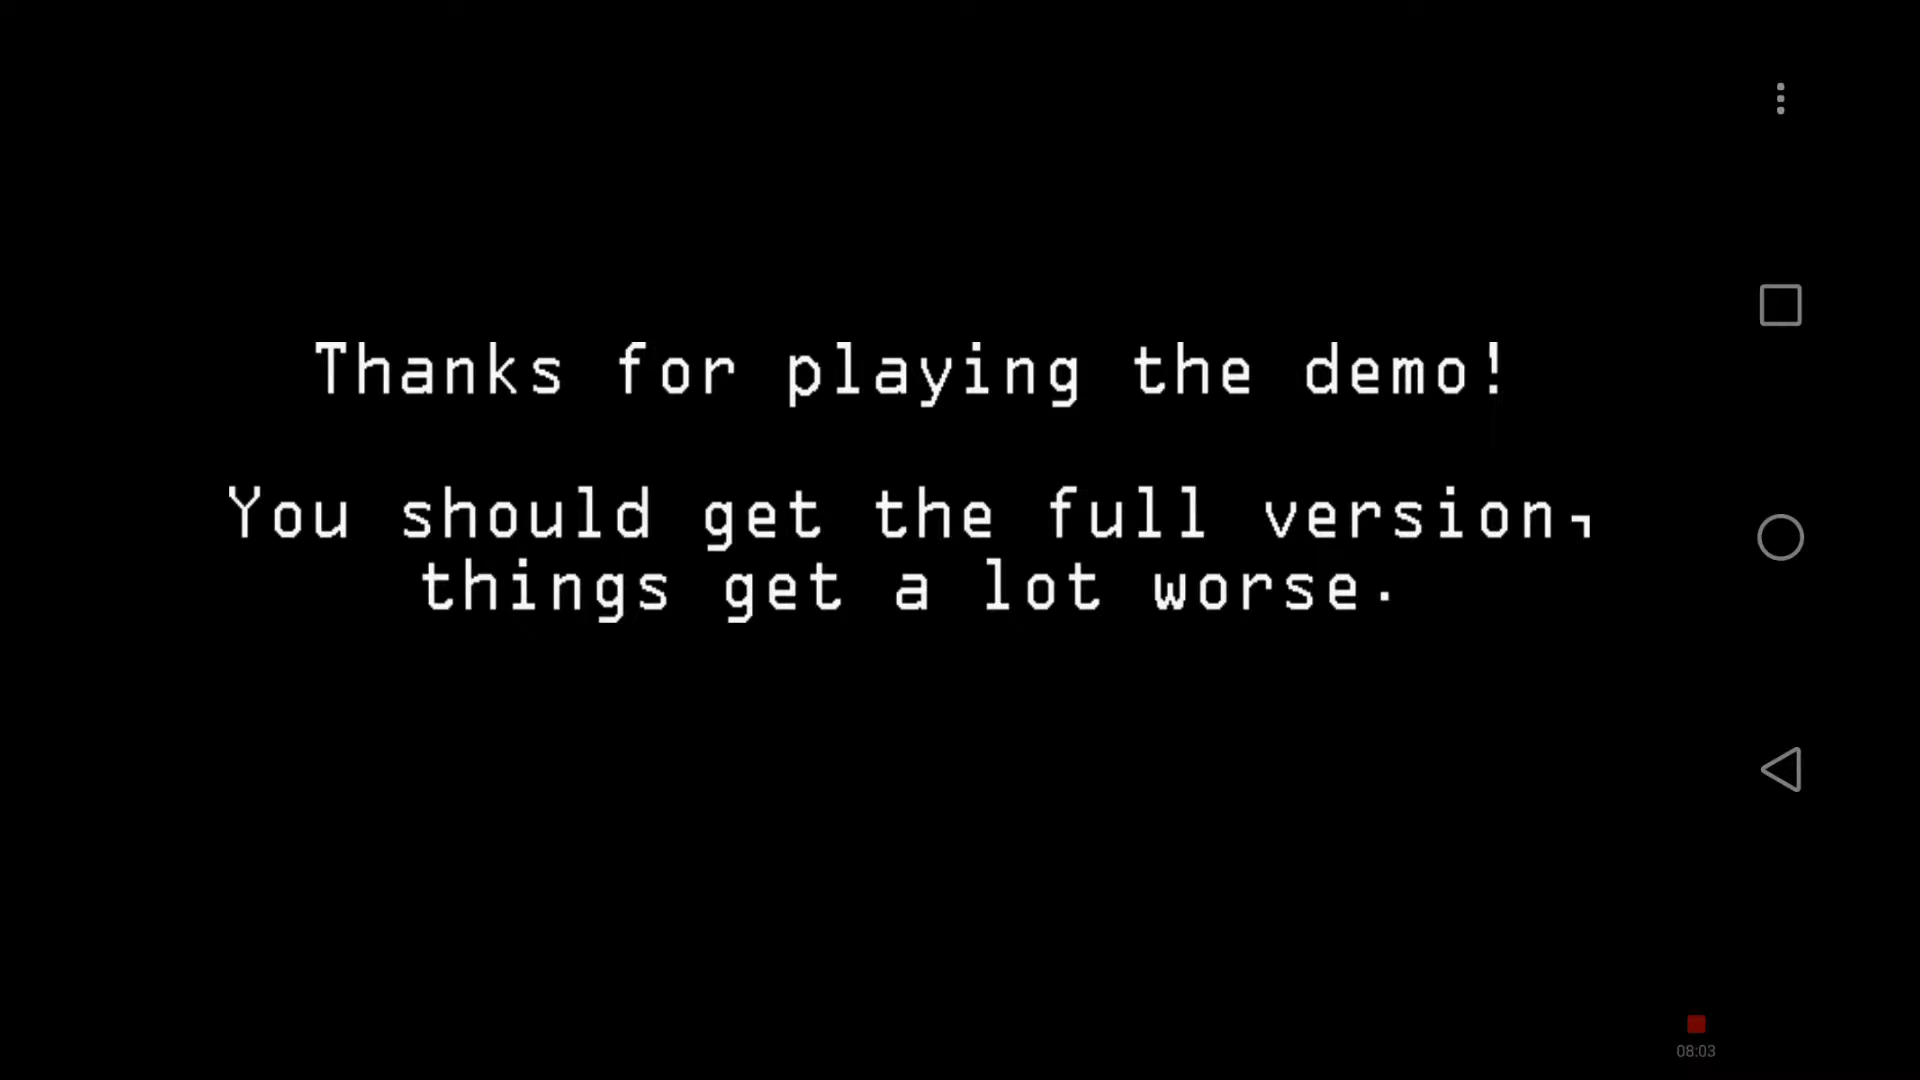 Thanks for playing the demo!
You should get the full version,
things get a lot worse.
08:03